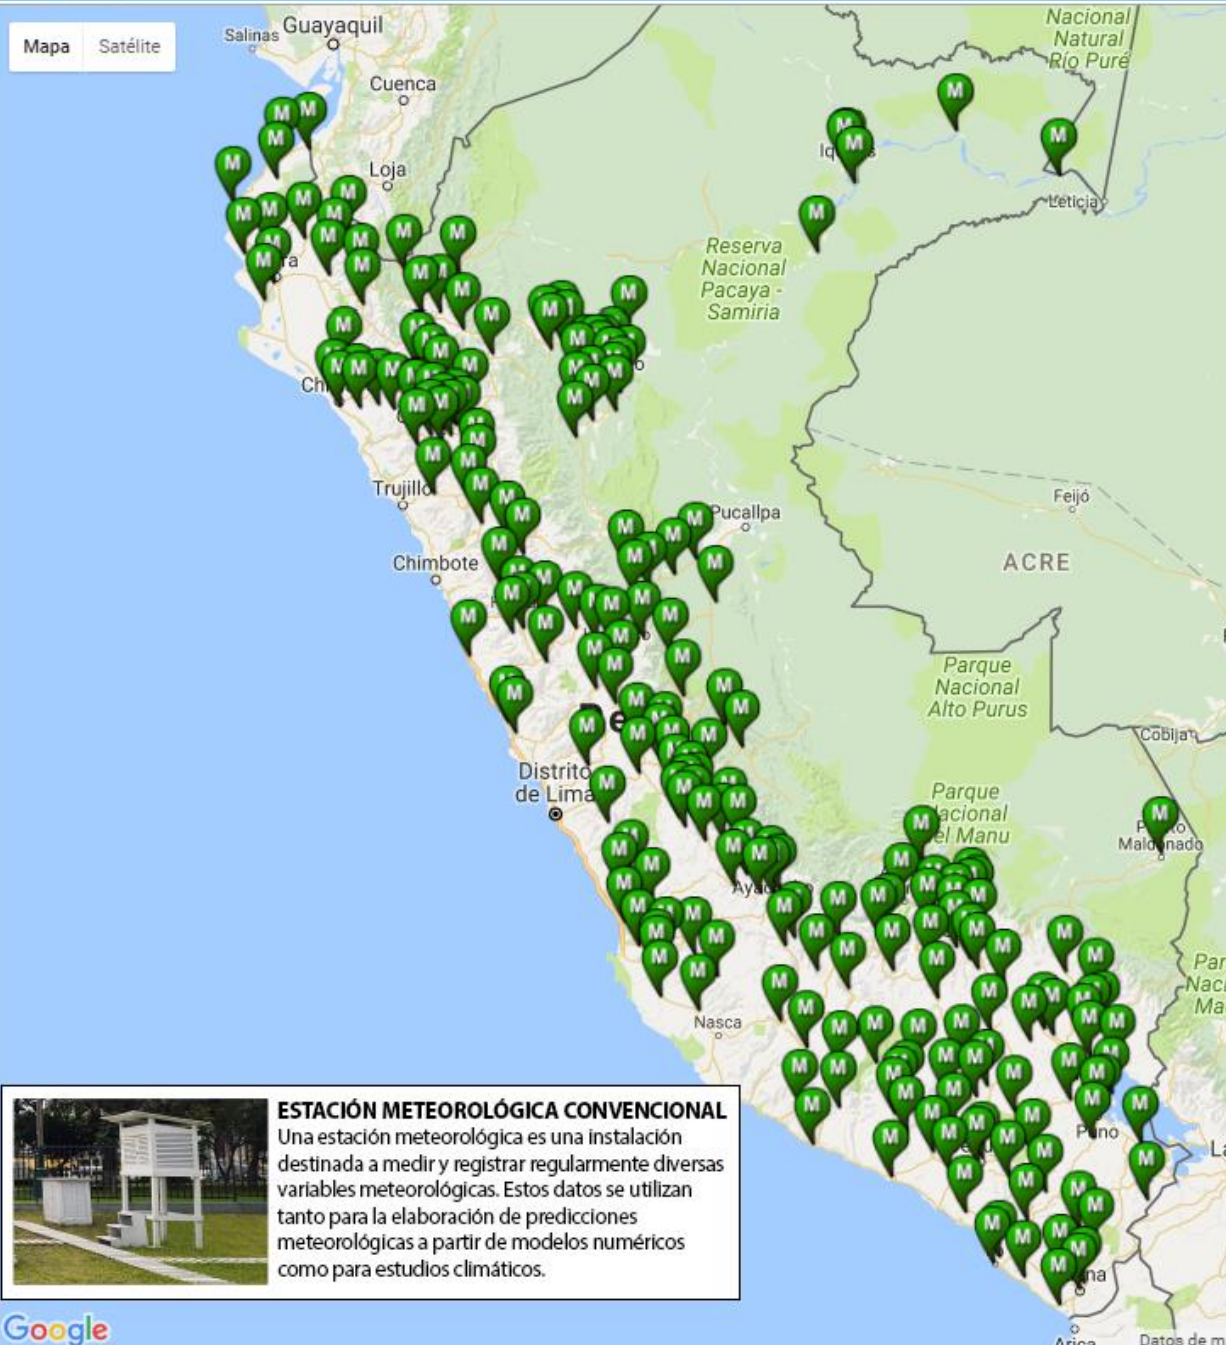 Mapa
Satélite
Salinas
Guayaquil
Cuenca
Loja
Nacional
Natural
Río Puré
Leticia
Reserva
Nacional
Pacaya -
Samiria
Trujillo
Chimbote
Pucallpa
Feijó
ACRE
Parque
Nacional
Alto Purus
Cobija
Distrito
de Lima
Parque
Maldonado
Nasca
Puno
ESTACIÓN METEOROLÓGICA CONVENCIONAL
Una estación meteorológica es una instalación
destinada a medir y registrar regularmente diversas
variables meteorológicas. Estos datos se utilizan
tanto para la elaboración de predicciones
meteorológicas a partir de modelos numéricos
como para estudios climáticos.
Google